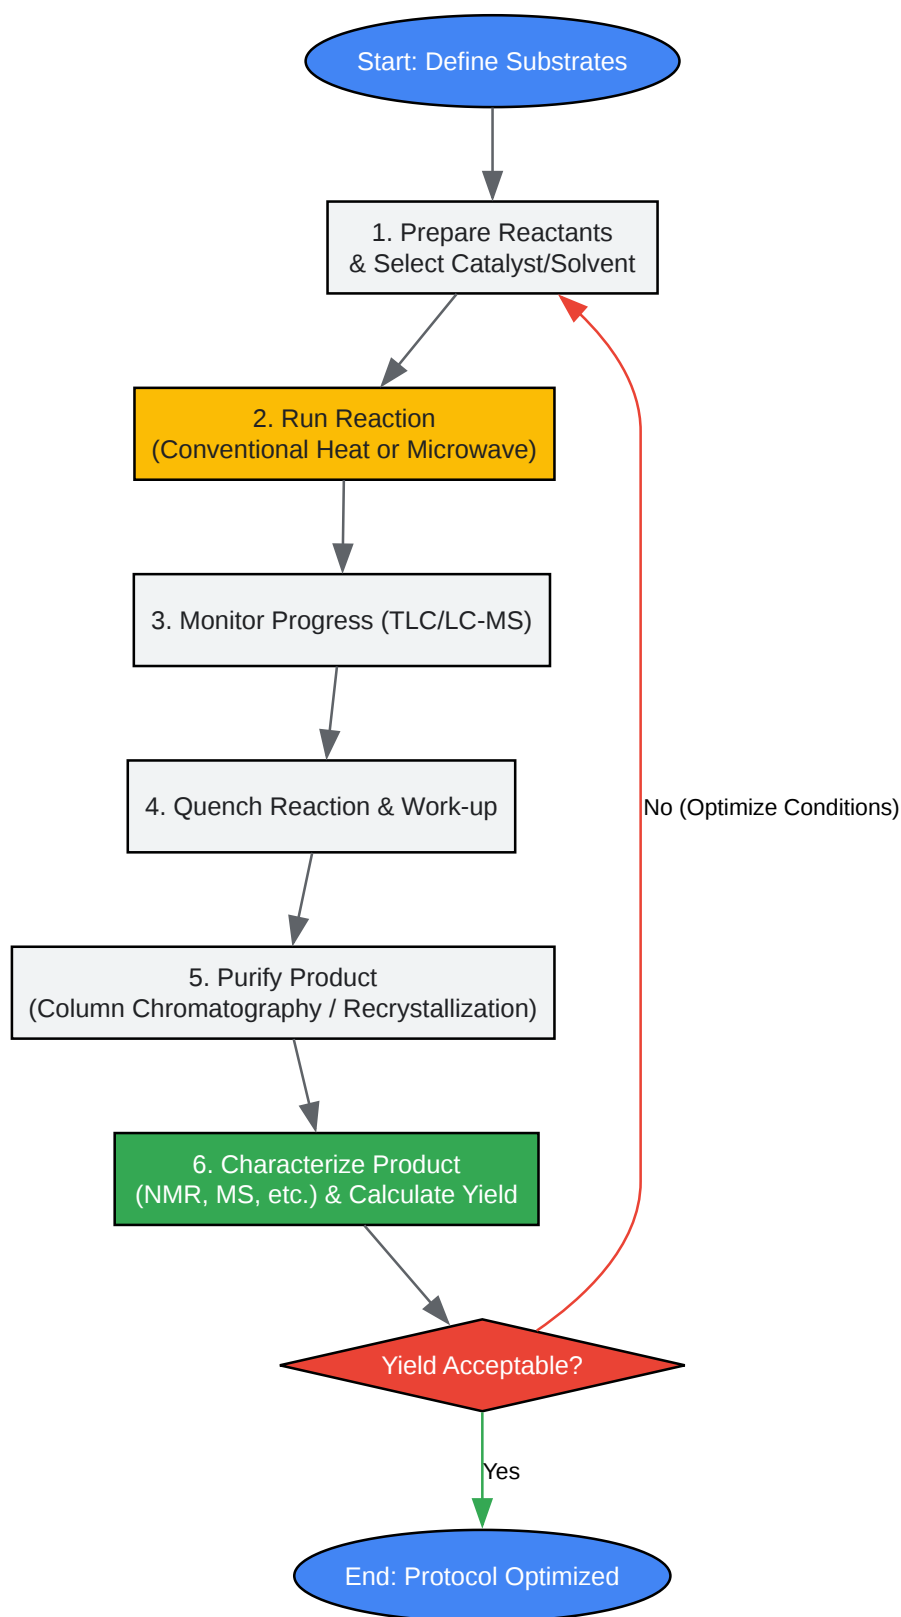 Start: Define Substrates
1. Prepare Reactants
& Select Catalyst/Solvent
2. Run Reaction
(Conventional Heat or Microwave)
3. Monitor Progress (TLC/LC-MS)
4. Quench Reaction & Work-up
No (Optimize Conditions)
5. Purify Product
(Column Chromatography / Recrystallization)
6. Characterize Product
(NMR, MS, etc.) & Calculate Yield
Yield Acceptable?
Yes
End: Protocol Optimized